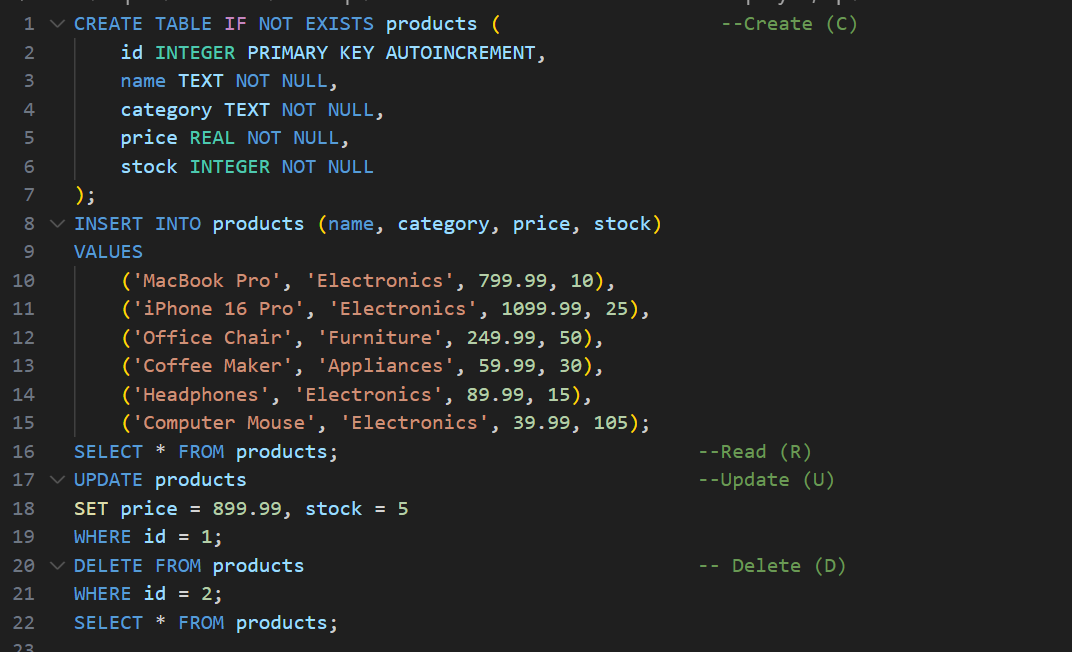 1 CREATE TABLE IF NOT EXISTS products ( --Create (C)
2 id INTEGER PRIMARY KEY AUTOINCREMENT,
3 name TEXT NOT NULL,
4 category TEXT NOT NULL,
5 price REAL NOT NULL,
6 stock INTEGER NOT NULL
7 );
8 INSERT INTO products (name, category, price, stock)
9 VALUES
10 ('MacBook Pro', 'Electronics', 799.99, 10),
11 ('iPhone 16 Pro', 'Electronics', 1099.99, 25),
12 ('Office Chair', 'Furniture', 249.99, 50),
13 ('Coffee Maker', 'Appliances', 59.99, 30),
14 ('Headphones', 'Electronics', 89.99, 15),
15 ('Computer Mouse', 'Electronics', 39.99, 105);
16 SELECT * FROM products; --Read (R)
17 UPDATE products --Update (U)
18 SET price = 899.99, stock = 5
19 WHERE id = 1;
20 DELETE FROM products -- Delete (D)
21 WHERE id = 2;
22 SELECT * FROM products;
23